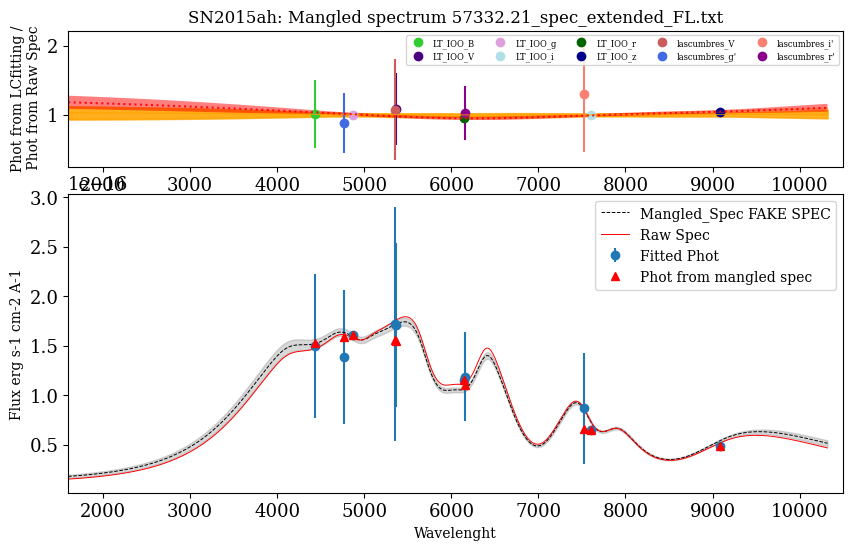 SN2015ah: Mangled spectrum 57332.21_spec_extended_FL.txt
Phot from LCfitting /
Phot from Raw Spec
2
1
LT_IOO_B
LT_IOO_g
LT_IOO_r
lascumbres_V
lascumbres_i'
LT_IOO_V
LT_IOO_i
LT_IOO_z
lascumbres_g'
lascumbres_r'
2000 3000 4000 5000 6000 7000 8000 9000 10000
Flux erg s-1 cm-2 A-1
3.0
2.5
2.0
1.5
1.0
0.5
Mangled_Spec FAKE SPEC
Raw Spec
Fitted Phot
Phot from mangled spec
2000 3000 4000 5000 6000 7000 8000 9000 10000
Wavelenght